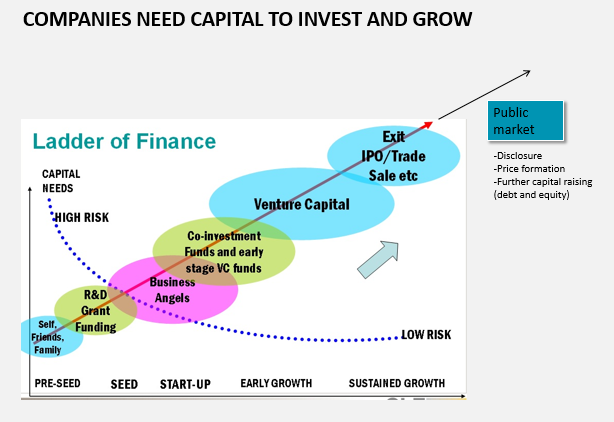 COMPANIES NEED CAPITAL TO INVEST AND GROW
Ladder of Finance
CAPITAL
NEEDS
HIGH RISK
Self,
Friends,
Family
R&D
Grant
Funding
Business
Angels
Co-investment
Funds and early
stage VC funds
Venture Capital
Exit
IPO/Trade
Sale etc
LOW RISK
PRE-SEED
SEED
START-UP
EARLY GROWTH
SUSTAINED GROWTH
Public
market
-Disclosure
-Price formation
-Further capital raising
(debt and equity)